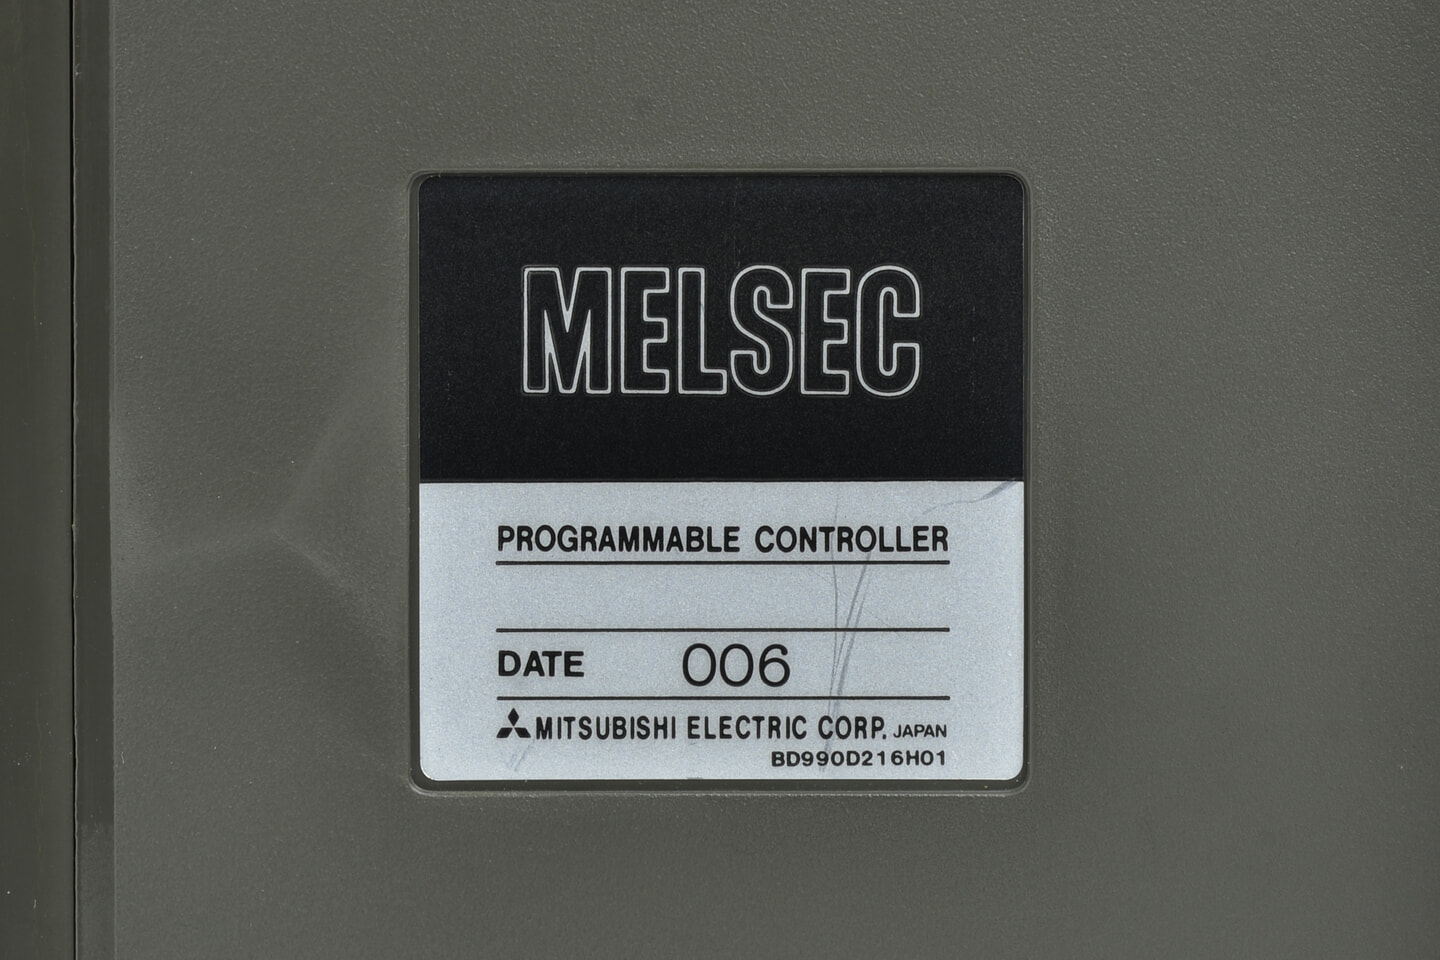 MELSEC
PROGRAMMABLE CONTROLLER
DATE 006
MITSUBISHI ELECTRIC CORP. JAPAN
BD990D216H01